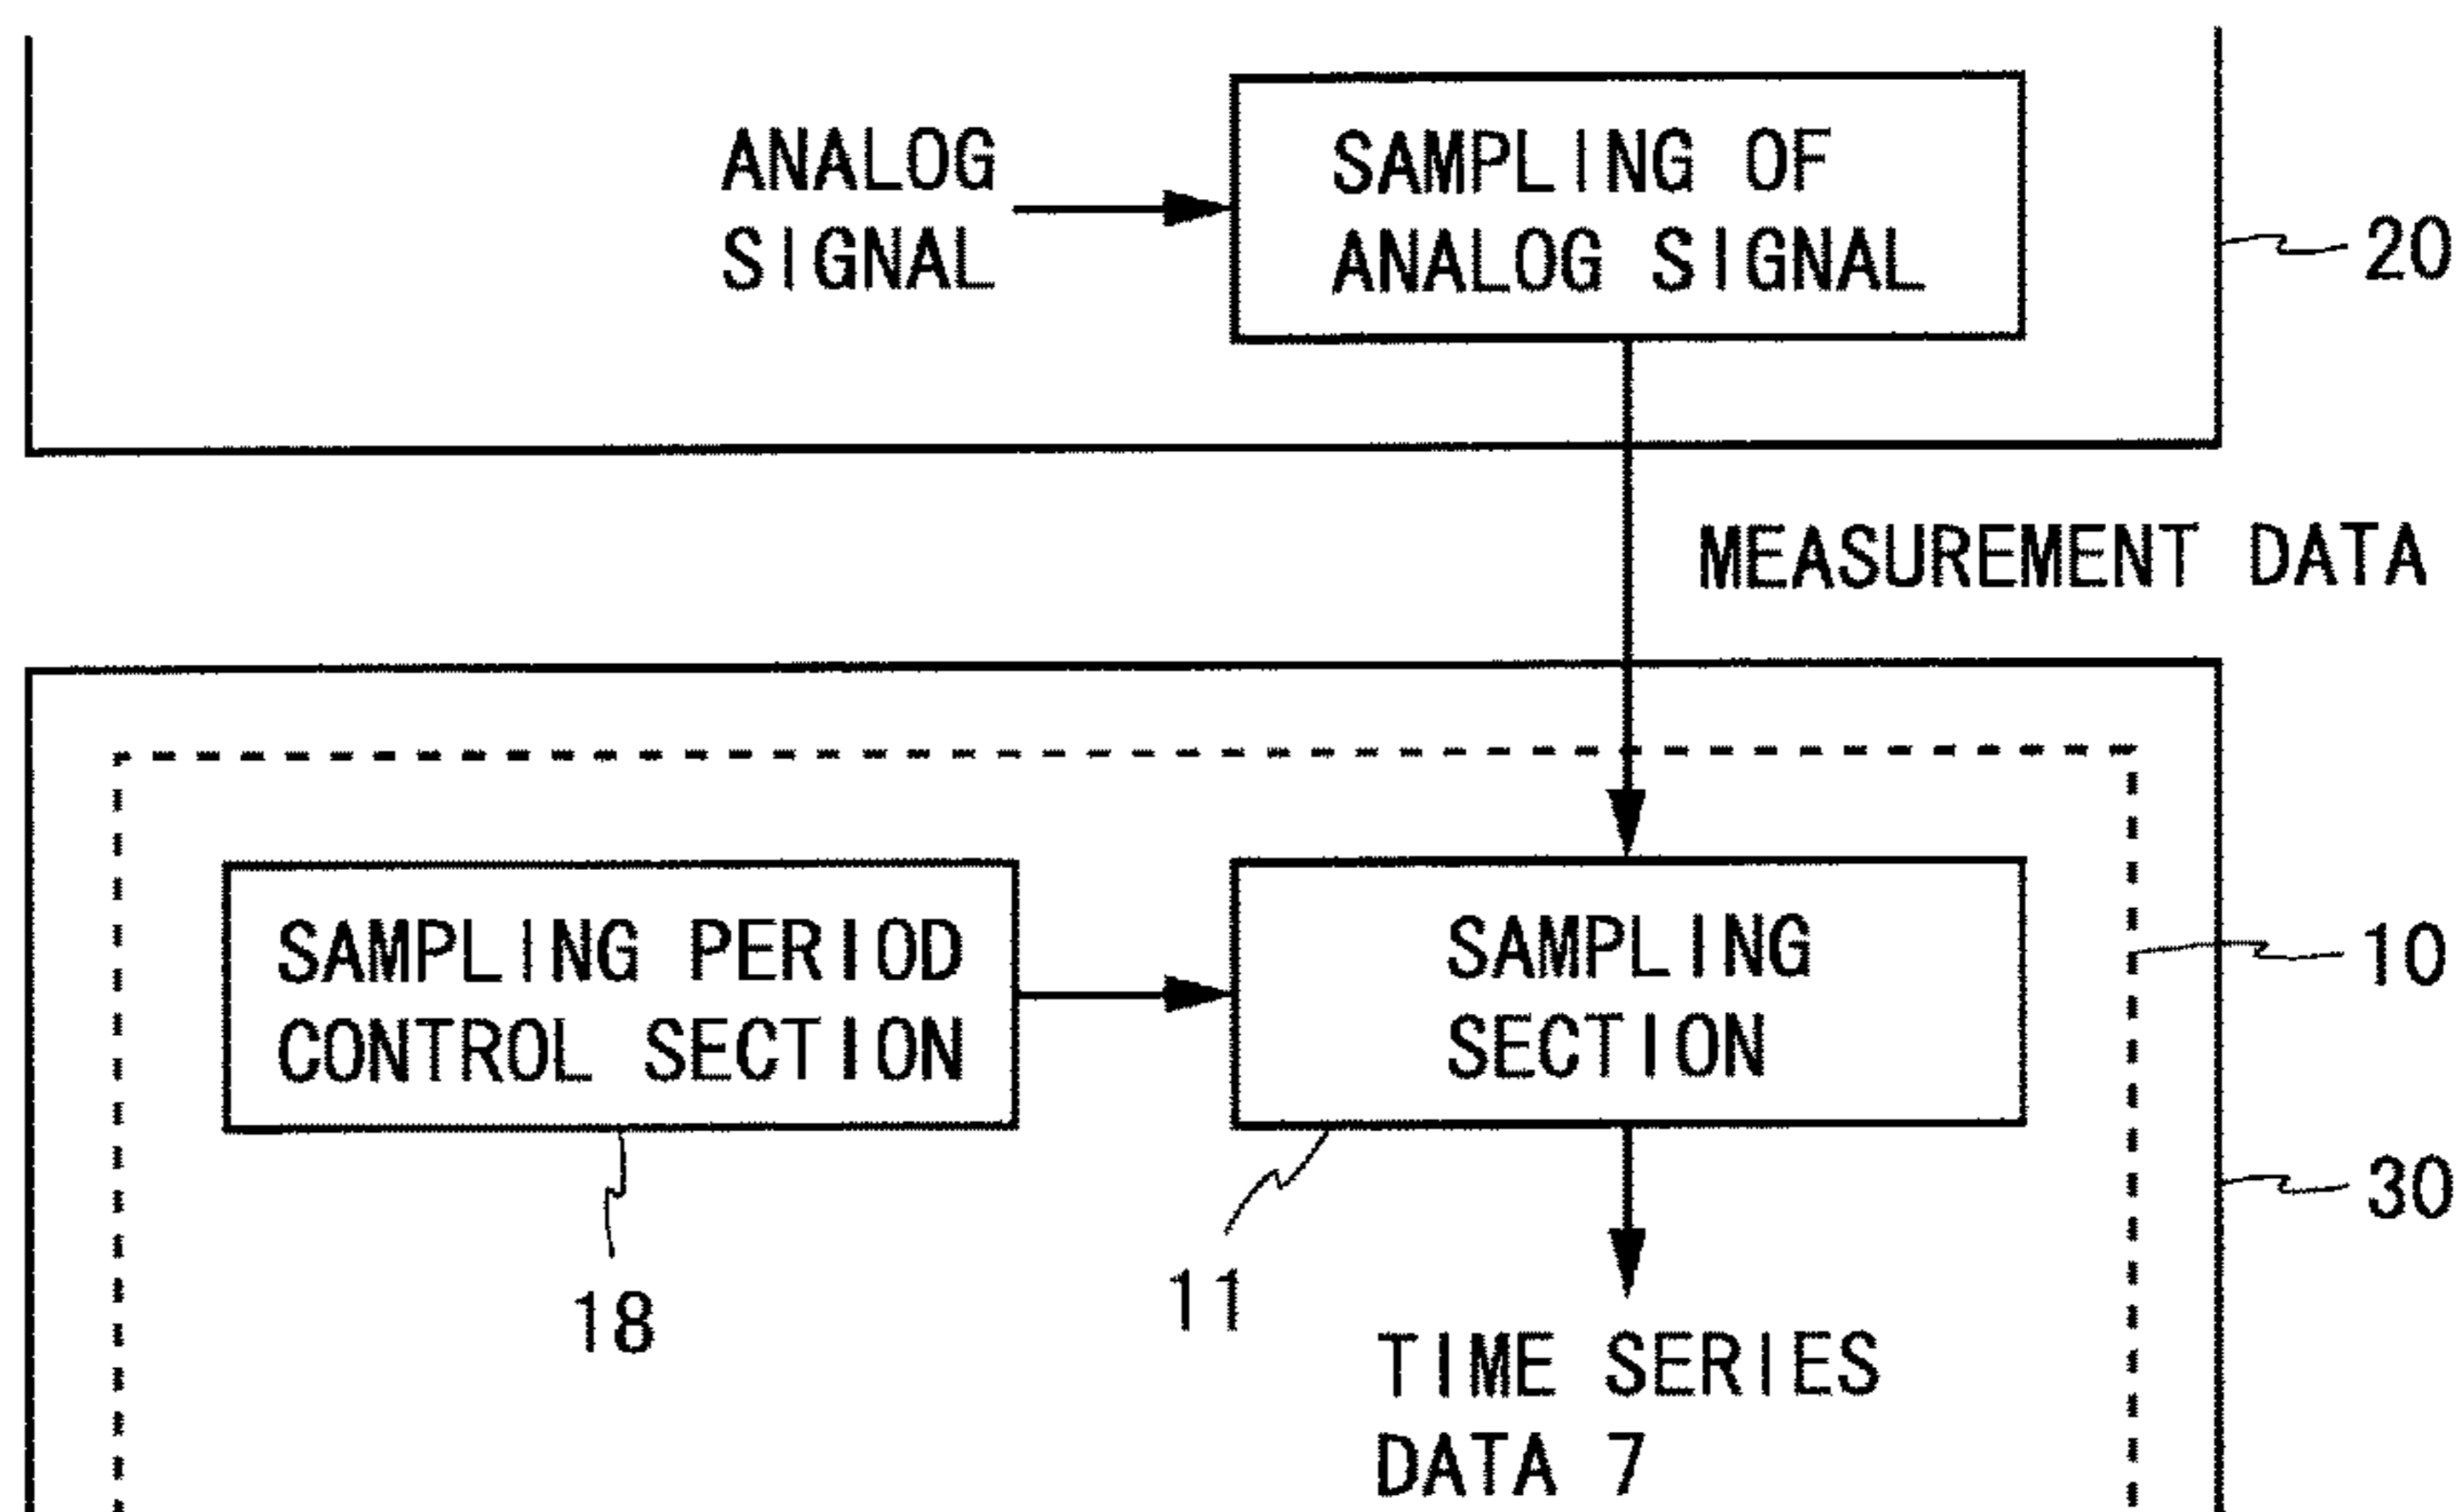 ANALOG
SIGNAL
SAMPLING OF
ANALOG SIGNAL
20
MEASUREMENT DATA
SAMPLING PERIOD
CONTROL SECTION
SAMPLING
SECTION
10
30
18
11
TIME SERIES
DATA 7